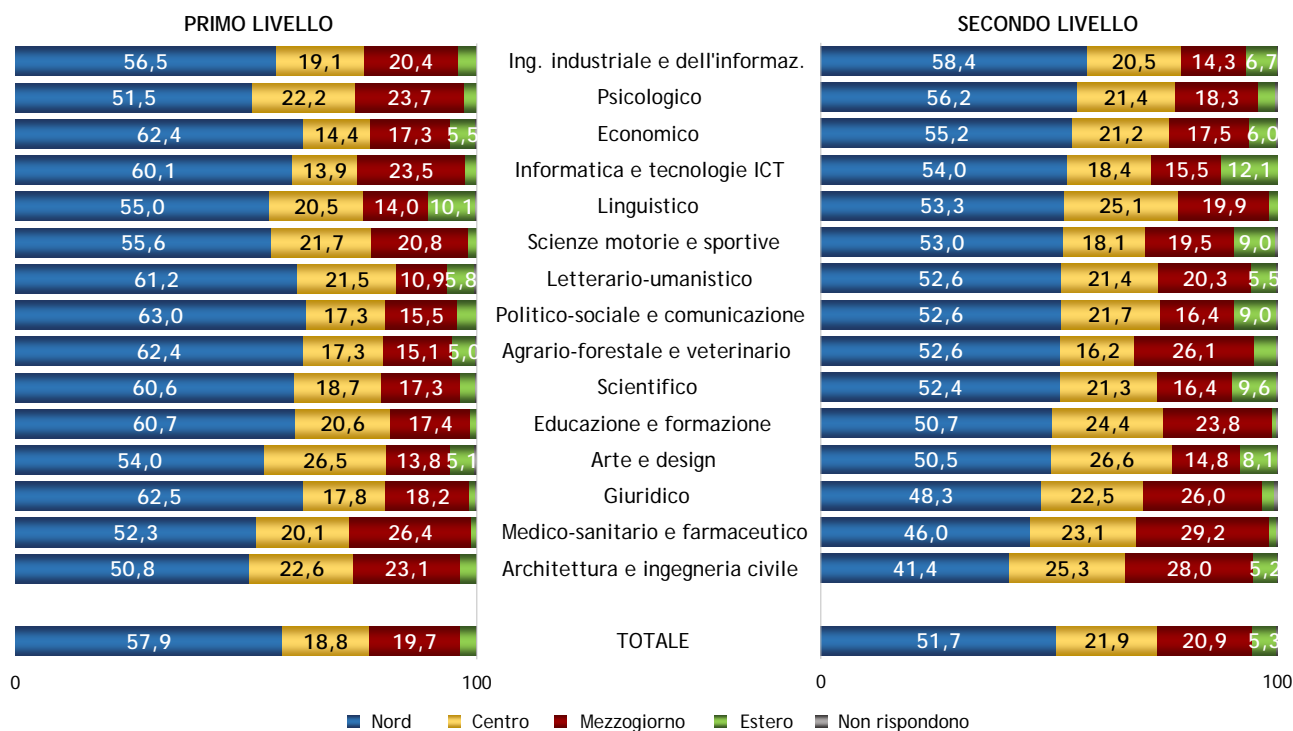 PRIMO LIVELLO SECONDO LIVELLO
56,5 19,1 20,4 Ing. industriale e dell'informaz. 58,4 20,5 14,3 6,7
51,5 22,2 23,7 Psicologico 56,2 21,4 18,3
62,4 14,4 17,3 5,5 Economico 55,2 21,2 17,5 6,0
60,1 13,9 23,5 Informatica e tecnologie ICT 54,0 18,4 15,5 12,1
55,0 20,5 14,0 10,1 Linguistico 53,3 25,1 19,9
55,6 21,7 20,8 Scienze motorie e sportive 53,0 18,1 19,5 9,0
61,2 21,5 10,9 5,8 Letterario-umanistico 52,6 21,4 20,3 5,5
63,0 17,3 15,5 Politico-sociale e comunicazione 52,6 21,7 16,4 9,0
62,4 17,3 15,1 5,0 Agrario-forestale e veterinario 52,6 16,2 26,1
60,6 18,7 17,3 Scientifico 52,4 21,3 16,4 9,6
60,7 20,6 17,4 Educazione e formazione 50,7 24,4 23,8
54,0 26,5 13,8 5,1 Arte e design 50,5 26,6 14,8 8,1
62,5 17,8 18,2 Giuridico 48,3 22,5 26,0
52,3 20,1 26,4 Medico-sanitario e farmaceutico 46,0 23,1 29,2
50,8 22,6 23,1 Architettura e ingegneria civile 41,4 25,3 28,0 5,2
57,9 18,8 19,7 TOTALE 51,7 21,9 20,9 5,3
0 100 0 100
Nord Centro Mezzogiorno Estero Non rispondono